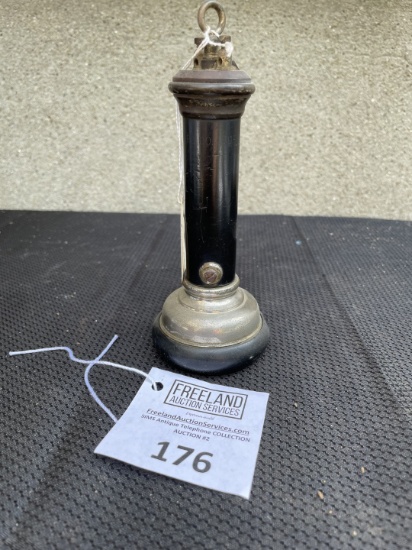 FREELAND
AUCTION SERVICES
FreelandAuctionServices.com
SIMS Antique Telephone COLLECTION
AUCTION #2
176